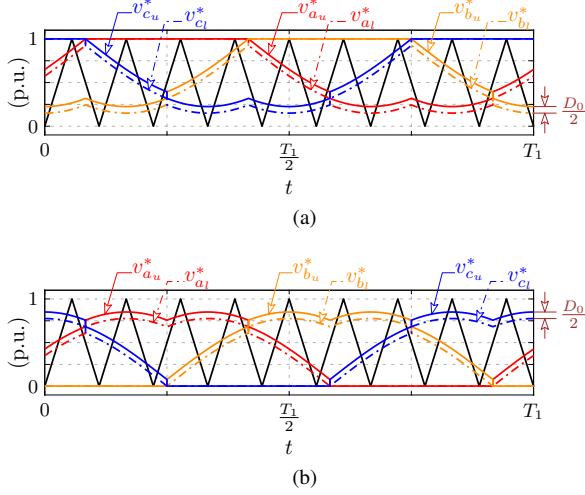 v*_{c_u} v*_{c_l} v*_{a_u} v*_{a_l} v*_{b_u} v*_{b_l}
1
(p.u.)
D_0/2
0
0 T_1/2 T_1
t
(a)
v*_{a_u} v*_{a_l} v*_{b_u} v*_{b_l} v*_{c_u} v*_{c_l}
1
(p.u.)
D_0/2
0
0 T_1/2 T_1
t
(b)